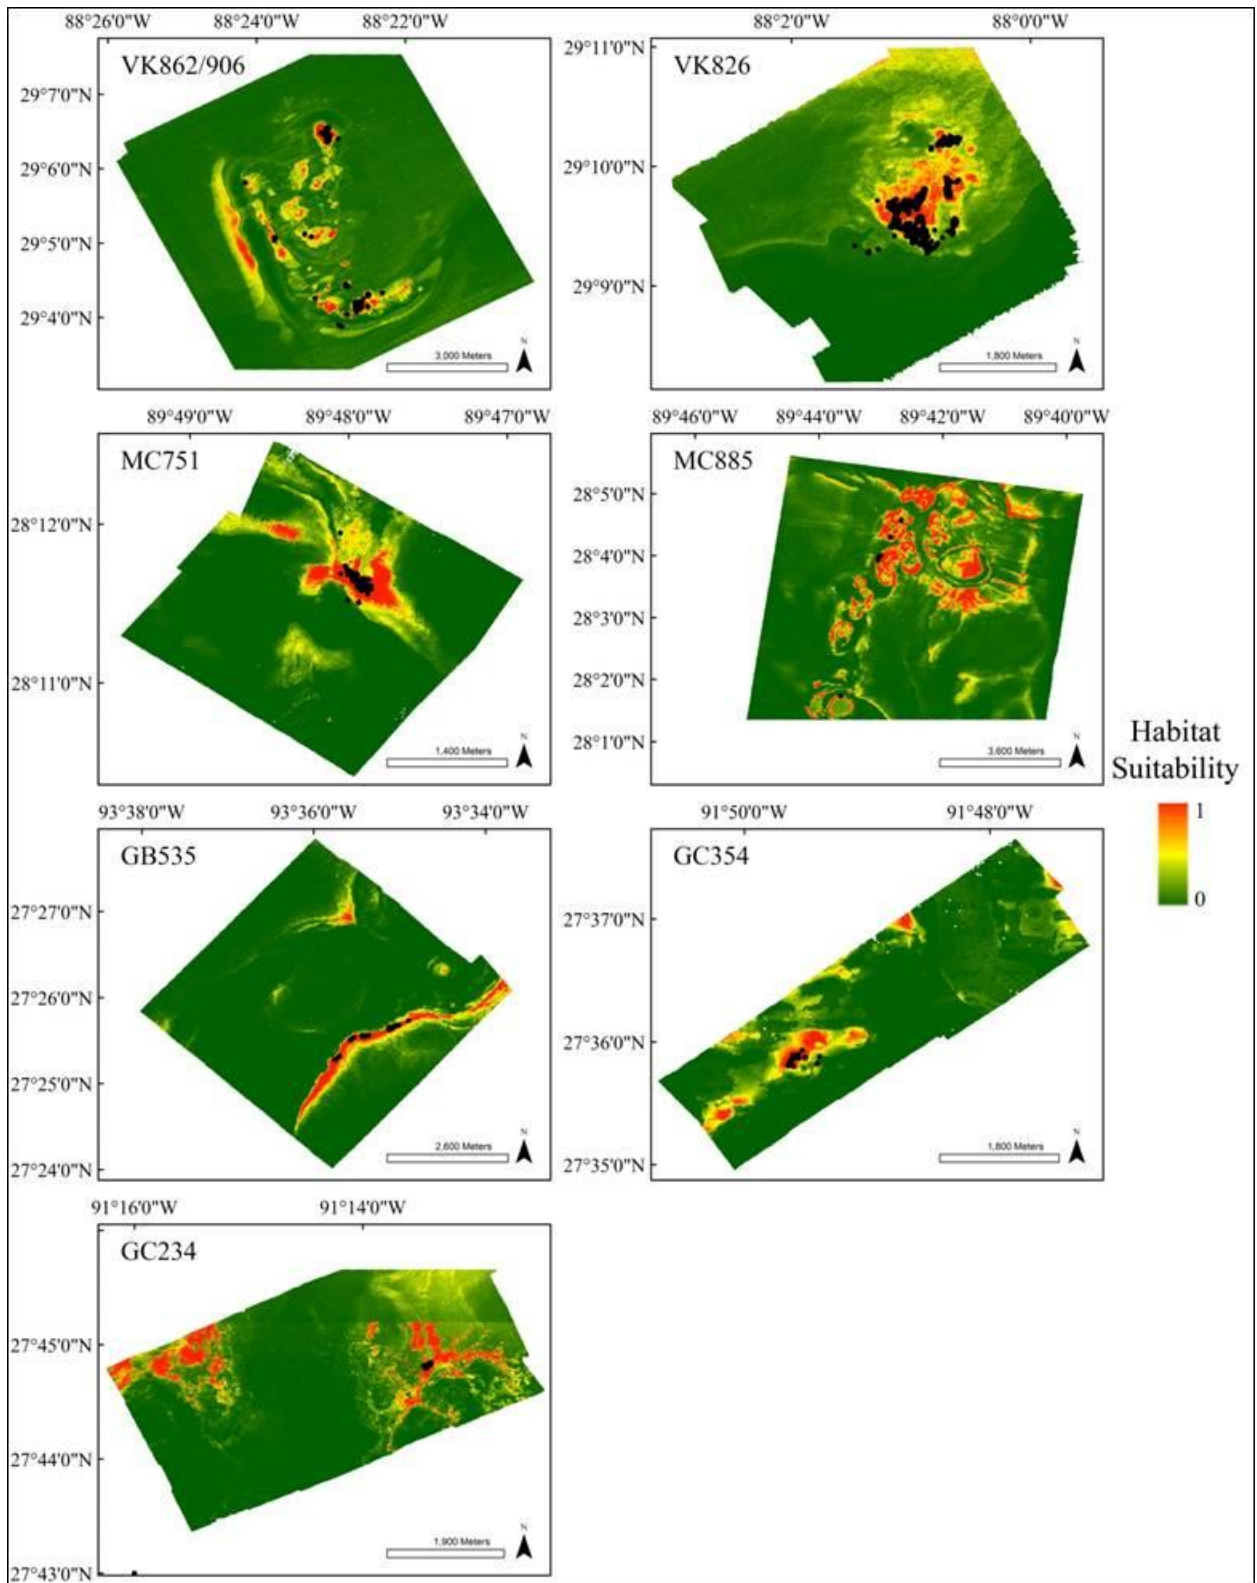 88°26'0"W 88°24'0"W 88°22'0"W
VK862/906
29°7'0"N
29°6'0"N
29°5'0"N
29°4'0"N
3,000 Meters
N
88°2'0"W 88°0'0"W
VK826
29°11'0"N
29°10'0"N
29°9'0"N
1,800 Meters
N
89°49'0"W 89°48'0"W 89°47'0"W
MC751
28°12'0"N
28°11'0"N
1,400 Meters
N
89°46'0"W 89°44'0"W 89°42'0"W 89°40'0"W
MC885
28°5'0"N
28°4'0"N
28°3'0"N
28°2'0"N
28°1'0"N
3,600 Meters
N
Habitat
Suitability
1
0
93°38'0"W 93°36'0"W 93°34'0"W
GB535
27°27'0"N
27°26'0"N
27°25'0"N
27°24'0"N
2,600 Meters
N
91°50'0"W 91°48'0"W
GC354
27°37'0"N
27°36'0"N
27°35'0"N
1,800 Meters
N
91°16'0"W 91°14'0"W
GC234
27°45'0"N
27°44'0"N
27°43'0"N
1,900 Meters
N